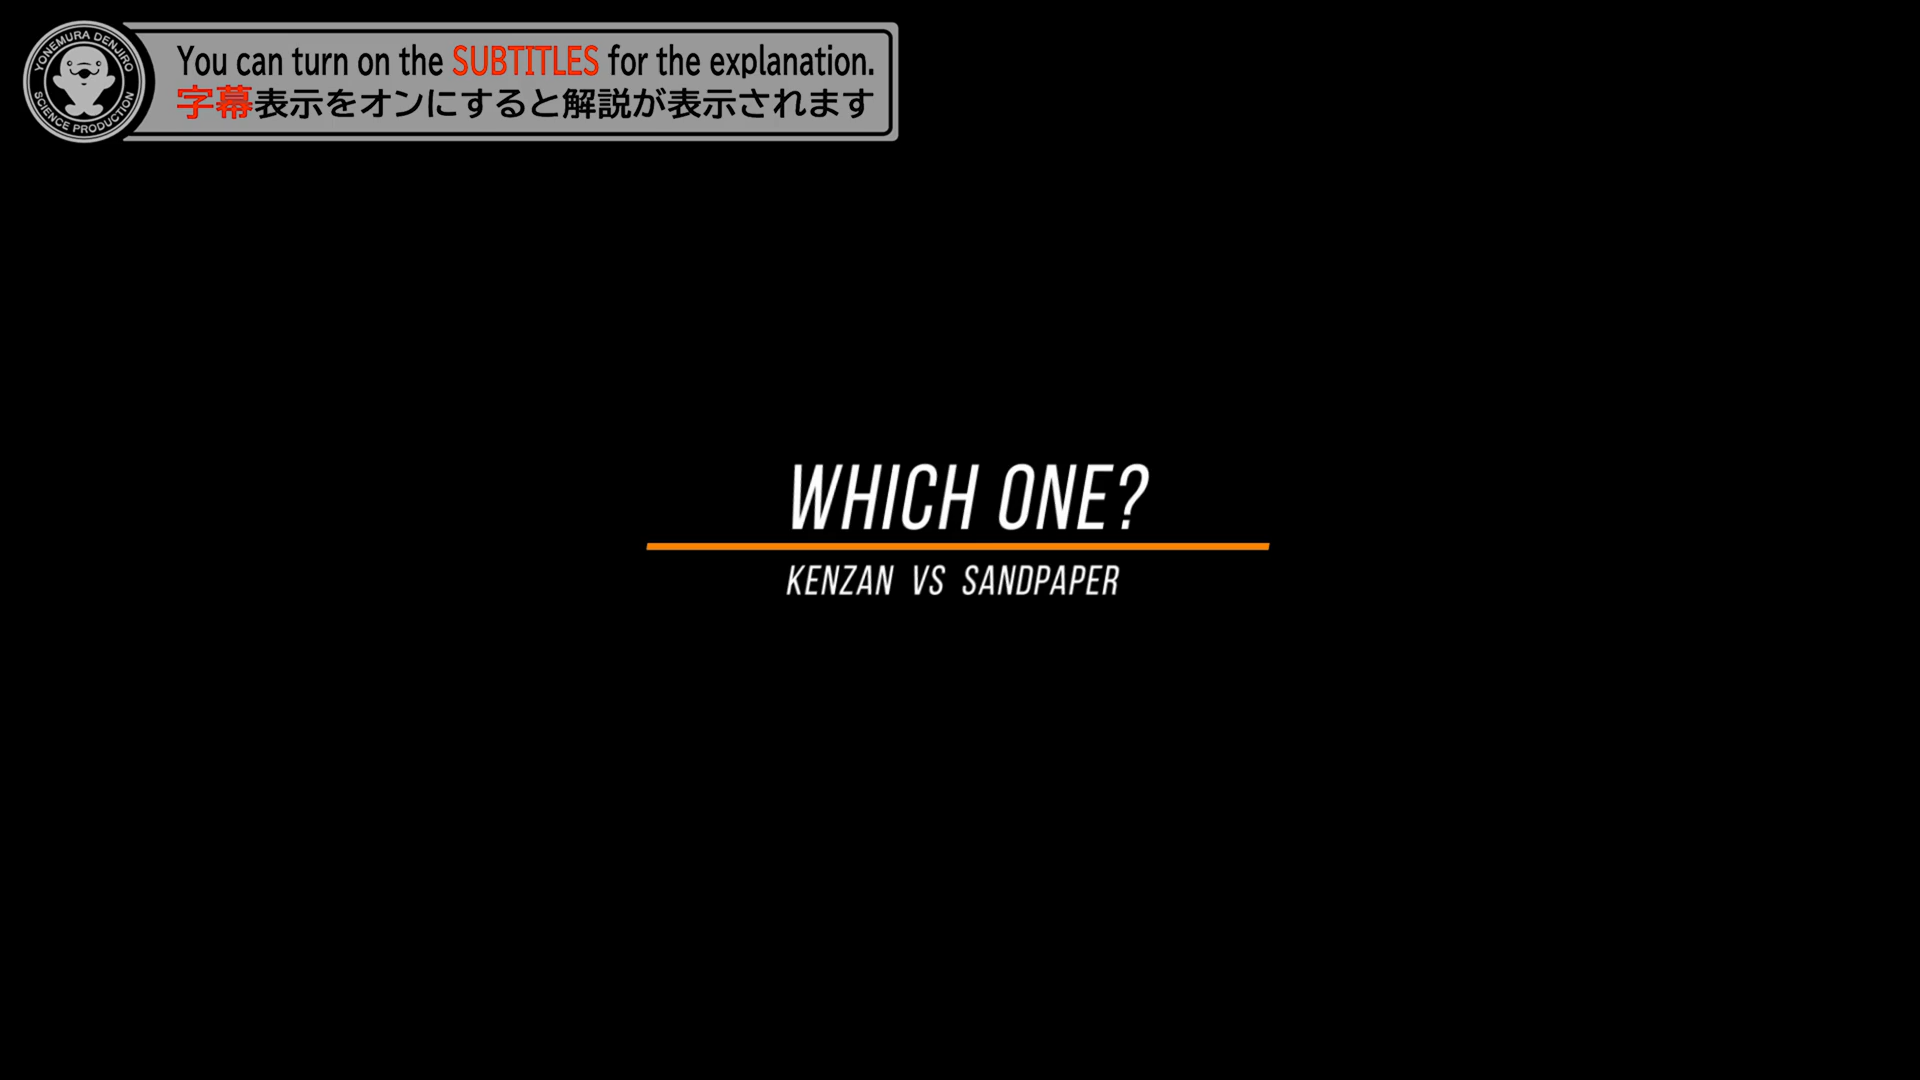 YONEMURA DENJIRO
SCIENCE PRODUCTION
You can turn on the SUBTITLES for the explanation.
字幕表示をオンにすると解説が表示されます
WHICH ONE?
KENZAN VS SANDPAPER